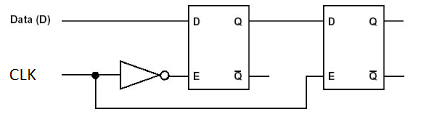 Data (D) D Q D Q
CLK E Q̅ E Q̅